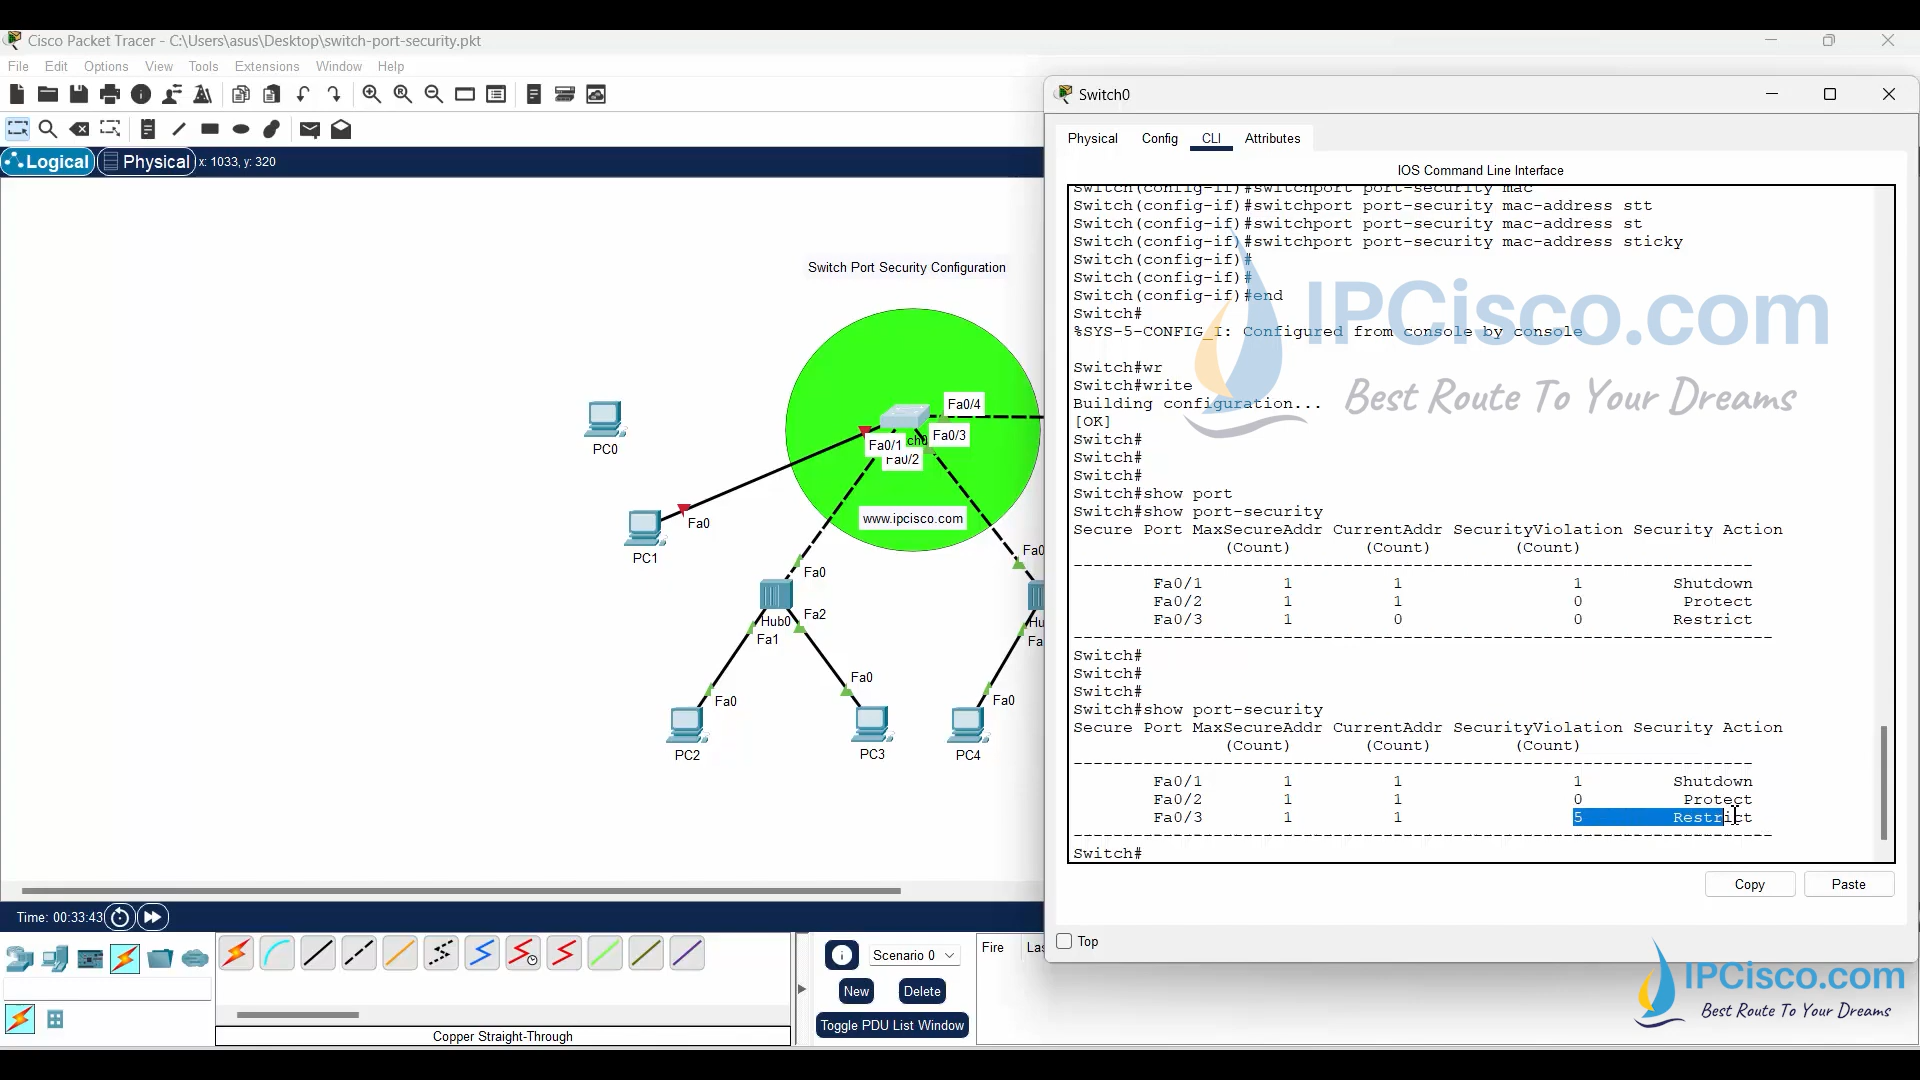 Cisco Packet Tracer - C:\Users\asus\Desktop\switch-port-security.pkt
File Edit Options View Tools Extensions Window Help
Logical Physical x: 1033, y: 320
Switch Port Security Configuration
PC0
Fa0/4
Fa0/3
Fa0/1
Fa0/2
www.ipcisco.com
Fa0
PC1
Fa0
Fa0
Fa2
Hub0
Fa1
Fa0
Fa0
Fa0
PC2
PC3
PC4
Time: 00:33:43
Copper Straight-Through
Scenario 0
New Delete
Toggle PDU List Window
Fire
Switch0
Physical Config CLI Attributes
IOS Command Line Interface
Switch(config-if)#switchport port-security mac
Switch(config-if)#switchport port-security mac-address stt
Switch(config-if)#switchport port-security mac-address st
Switch(config-if)#switchport port-security mac-address sticky
Switch(config-if)#
Switch(config-if)#
Switch(config-if)#end
Switch#
%SYS-5-CONFIG_I: Configured from console by console
Switch#wr
Switch#write
Building configuration...
[OK]
Switch#
Switch#
Switch#
Switch#show port
Switch#show port-security
Secure Port MaxSecureAddr CurrentAddr SecurityViolation Security Action
(Count) (Count) (Count)
---------------------------------------------------------------
Fa0/1 1 1 1 Shutdown
Fa0/2 1 1 0 Protect
Fa0/3 1 0 0 Restrict
---------------------------------------------------------------
Switch#
Switch#
Switch#
Switch#show port-security
Secure Port MaxSecureAddr CurrentAddr SecurityViolation Security Action
(Count) (Count) (Count)
---------------------------------------------------------------
Fa0/1 1 1 1 Shutdown
Fa0/2 1 1 0 Protect
Fa0/3 1 1 5 Restrict
---------------------------------------------------------------
Switch#
IPCisco.com
Best Route To Your Dreams
Copy Paste
Top
IPCisco.com
Best Route To Your Dreams